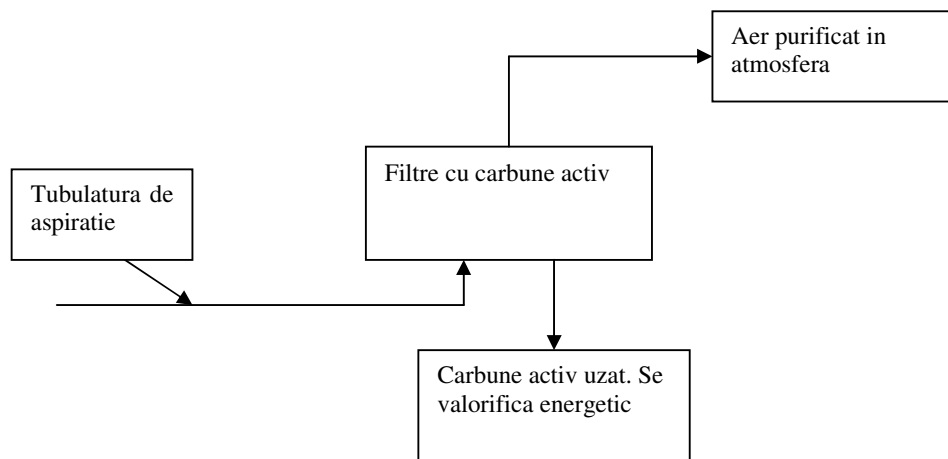 Aer purificat in
atmosfera
Filtre cu carbune activ
Tubulatura de
aspiratie
Carbune activ uzat. Se
valorifica energetic